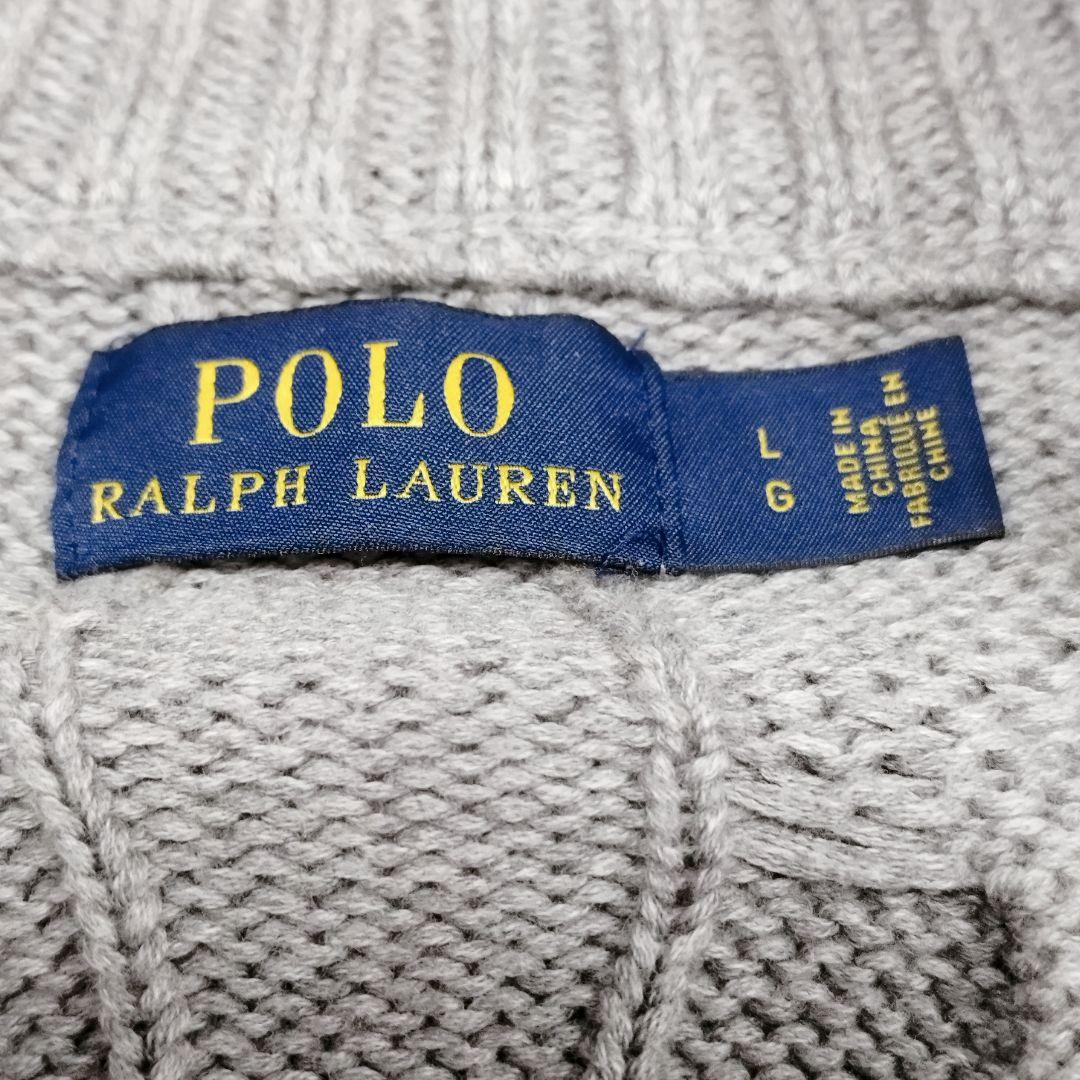 POLO
RALPH LAUREN
L
G
MADE IN
CHINA
FABRIQUÉ EN
CHINE